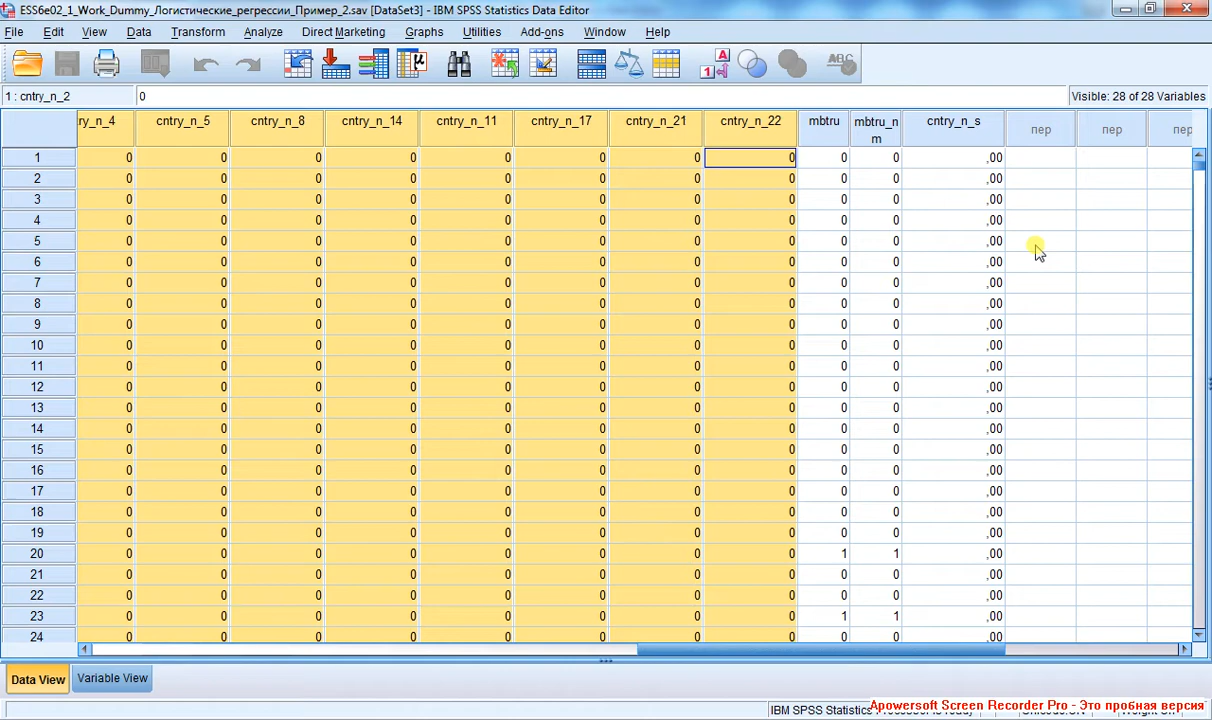 ESS6e02_1_Work_Dummy_Логистические_регрессии_Пример_2.sav [DataSet3] - IBM SPSS Statistics Data Editor
File Edit View Data Transform Analyze Direct Marketing Graphs Utilities Add-ons Window Help
1 : cntry_n_2 0 Visible: 28 of 28 Variables
ry_n_4 cntry_n_5 cntry_n_8 cntry_n_14 cntry_n_11 cntry_n_17 cntry_n_21 cntry_n_22 mbtru mbtru_nm cntry_n_s пер пер пер
1 0 0 0 0 0 0 0 0 0 0 ,00
2 0 0 0 0 0 0 0 0 0 0 ,00
3 0 0 0 0 0 0 0 0 0 0 ,00
4 0 0 0 0 0 0 0 0 0 0 ,00
5 0 0 0 0 0 0 0 0 0 0 ,00
6 0 0 0 0 0 0 0 0 0 0 ,00
7 0 0 0 0 0 0 0 0 0 0 ,00
8 0 0 0 0 0 0 0 0 0 0 ,00
9 0 0 0 0 0 0 0 0 0 0 ,00
10 0 0 0 0 0 0 0 0 0 0 ,00
11 0 0 0 0 0 0 0 0 0 0 ,00
12 0 0 0 0 0 0 0 0 0 0 ,00
13 0 0 0 0 0 0 0 0 0 0 ,00
14 0 0 0 0 0 0 0 0 0 0 ,00
15 0 0 0 0 0 0 0 0 0 0 ,00
16 0 0 0 0 0 0 0 0 0 0 ,00
17 0 0 0 0 0 0 0 0 0 0 ,00
18 0 0 0 0 0 0 0 0 0 0 ,00
19 0 0 0 0 0 0 0 0 0 0 ,00
20 0 0 0 0 0 0 0 0 1 1 ,00
21 0 0 0 0 0 0 0 0 0 0 ,00
22 0 0 0 0 0 0 0 0 0 0 ,00
23 0 0 0 0 0 0 0 0 1 1 ,00
24 0 0 0 0 0 0 0 0 0 0 ,00
Data View Variable View
IBM SPSS Statistics
Apowersoft Screen Recorder Pro - Это пробная версия